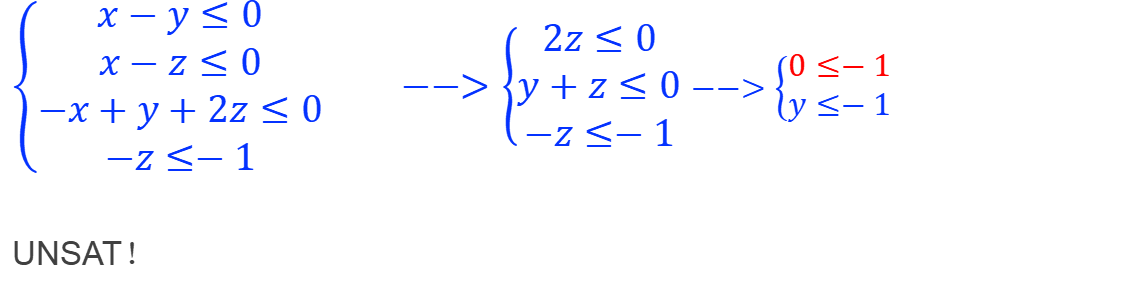 x − y ≤ 0
x − z ≤ 0
−x + y + 2z ≤ 0
−z ≤− 1
−−>
2z ≤ 0
y + z ≤ 0
−z ≤− 1
−−>
0 ≤− 1
y ≤− 1
UNSAT!